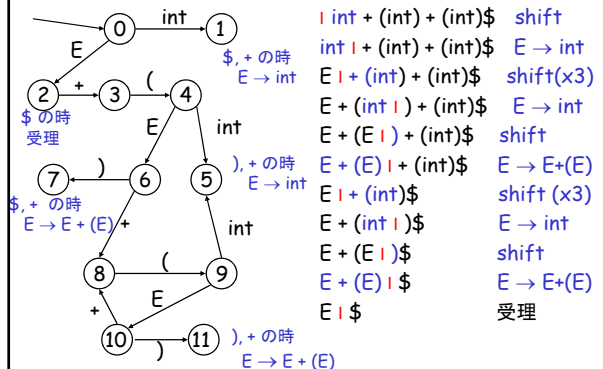 0 int 1
E
$, + の時
E → int
2 + 3 ( 4
$ の時
受理
E int
7 ) 6 5
), + の時
E → int
$, + の時
E → E + (E)
+ int
8 ( 9
+ E
10 ) 11
), + の時
E → E + (E)
I int + (int) + (int)$ shift
int I + (int) + (int)$ E → int
E I + (int) + (int)$ shift(x3)
E + (int I ) + (int)$ E → int
E + (E I ) + (int)$ shift
E + (E) I + (int)$ E → E+(E)
E I + (int)$ shift (x3)
E + (int I )$ E → int
E + (E I )$ shift
E + (E) I $ E → E+(E)
E I $ 受理